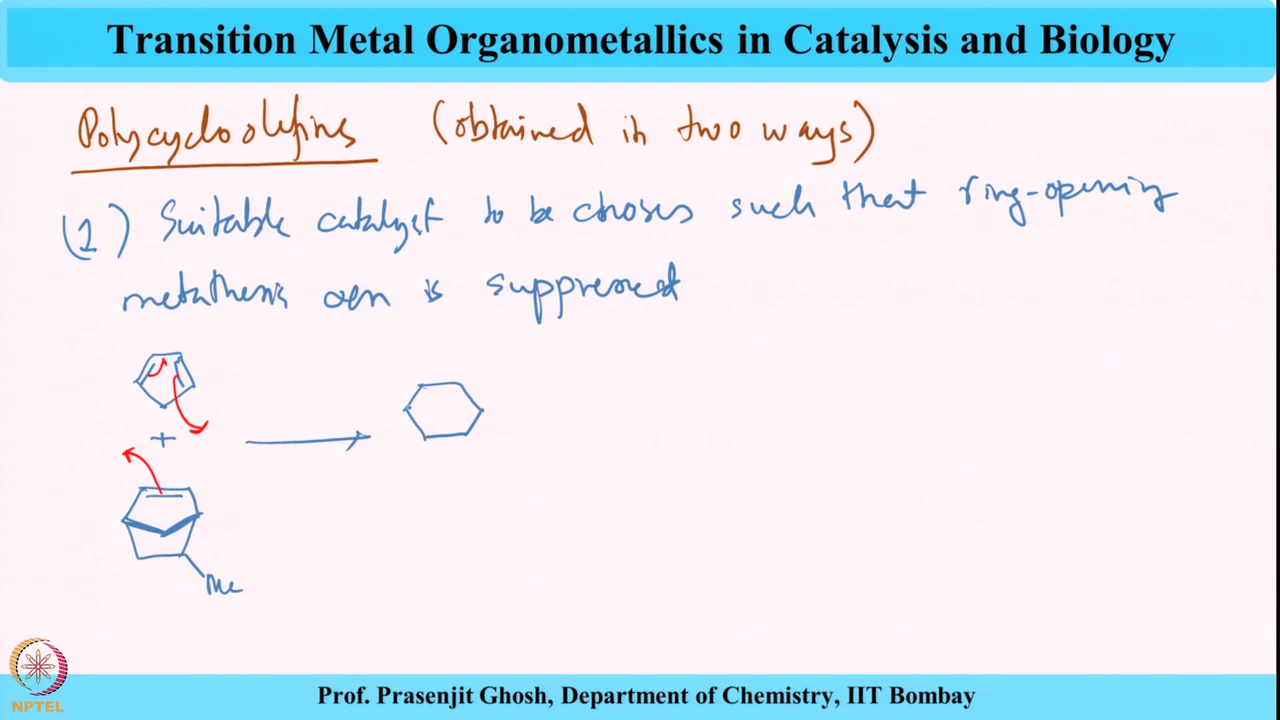 Transition Metal Organometallics in Catalysis and Biology
Polycycloolefins (obtained in two ways)
(1) Suitable catalyst to be choses such that ring-opening
metathesis rxn is suppressed
+
Me
NPTEL
Prof. Prasenjit Ghosh, Department of Chemistry, IIT Bombay